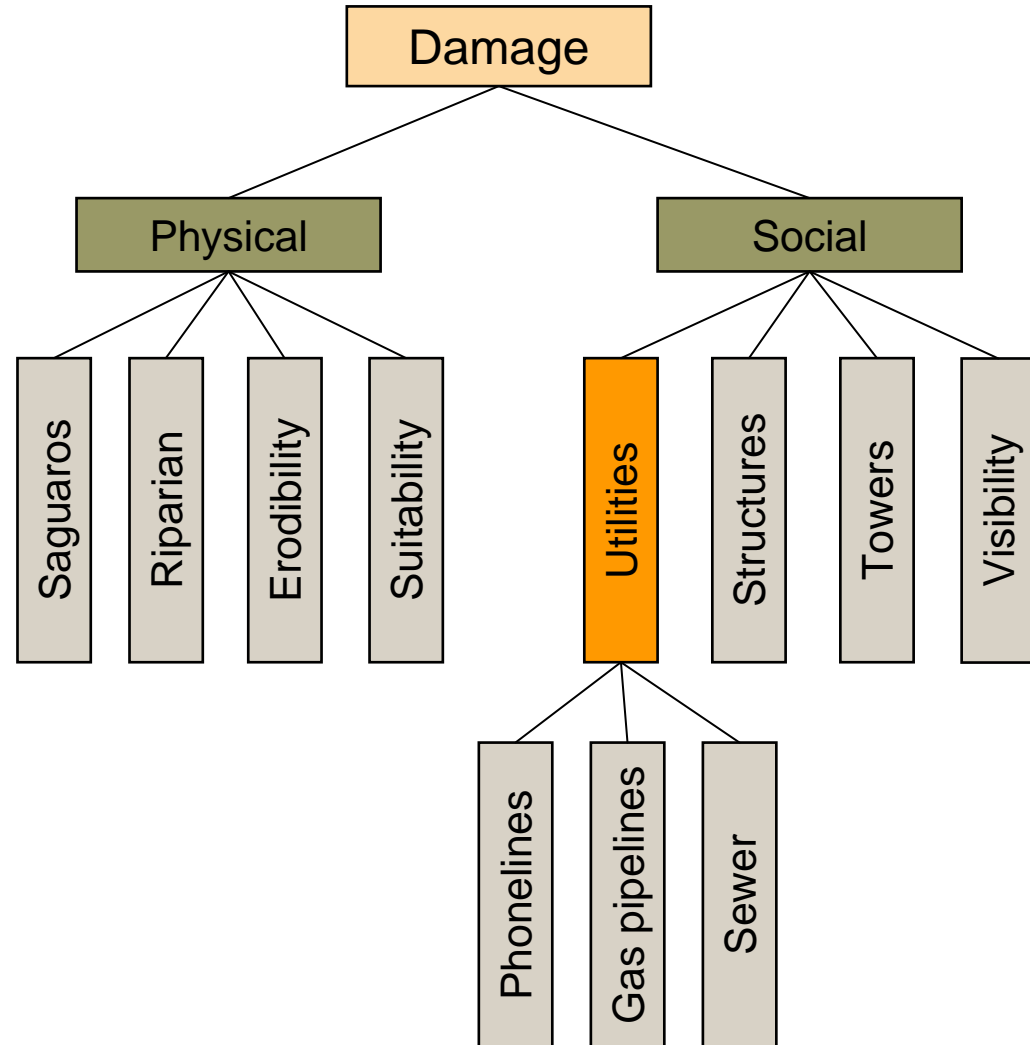 Damage
Physical
Social
Saguaros
Riparian
Erodibility
Suitability
Utilities
Structures
Towers
Visibility
Phonelines
Gas pipelines
Sewer